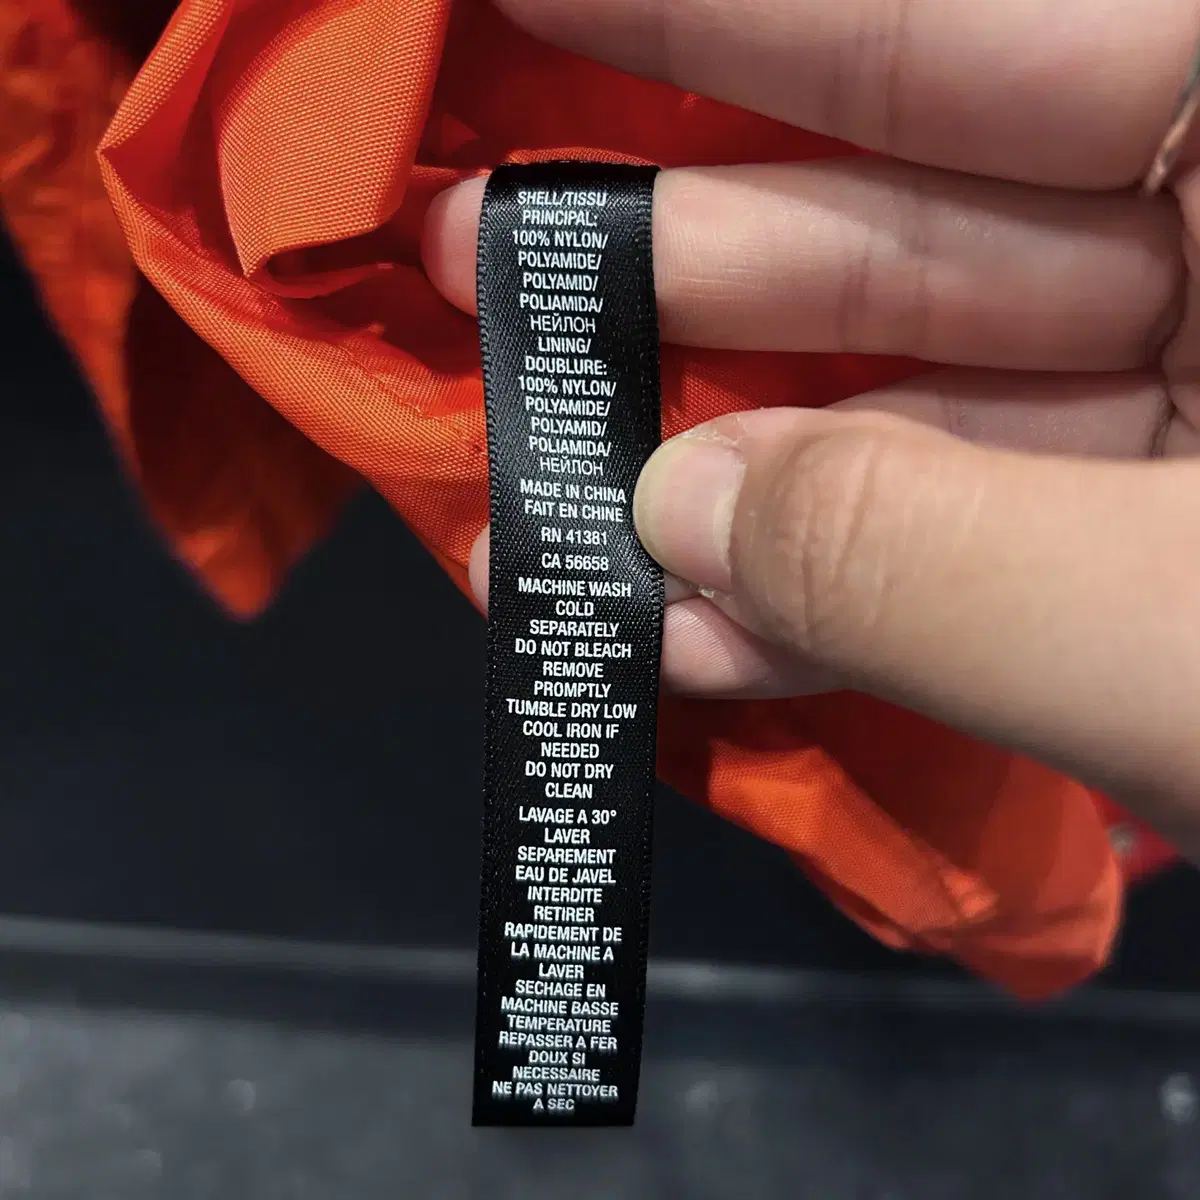 SHELL/TISSU
PRINCIPAL:
100% NYLON/
POLYAMIDE/
POLYAMID/
POLIAMIDA/
НЕЙЛОН
LINING/
DOUBLURE:
100% NYLON/
POLYAMIDE/
POLYAMID/
POLIAMIDA/
НЕЙЛОН
MADE IN CHINA
FAIT EN CHINE
RN 41381
CA 56658
MACHINE WASH
COLD
SEPARATELY
DO NOT BLEACH
REMOVE
PROMPTLY
TUMBLE DRY LOW
COOL IRON IF
NEEDED
DO NOT DRY
CLEAN
LAVAGE A 30°
LAVER
SEPAREMENT
EAU DE JAVEL
INTERDITE
RETIRER
RAPIDEMENT DE
LA MACHINE A
LAVER
SECHAGE EN
MACHINE BASSE
TEMPERATURE
REPASSER A FER
DOUX SI
NECESSAIRE
NE PAS NETTOYER
A SEC